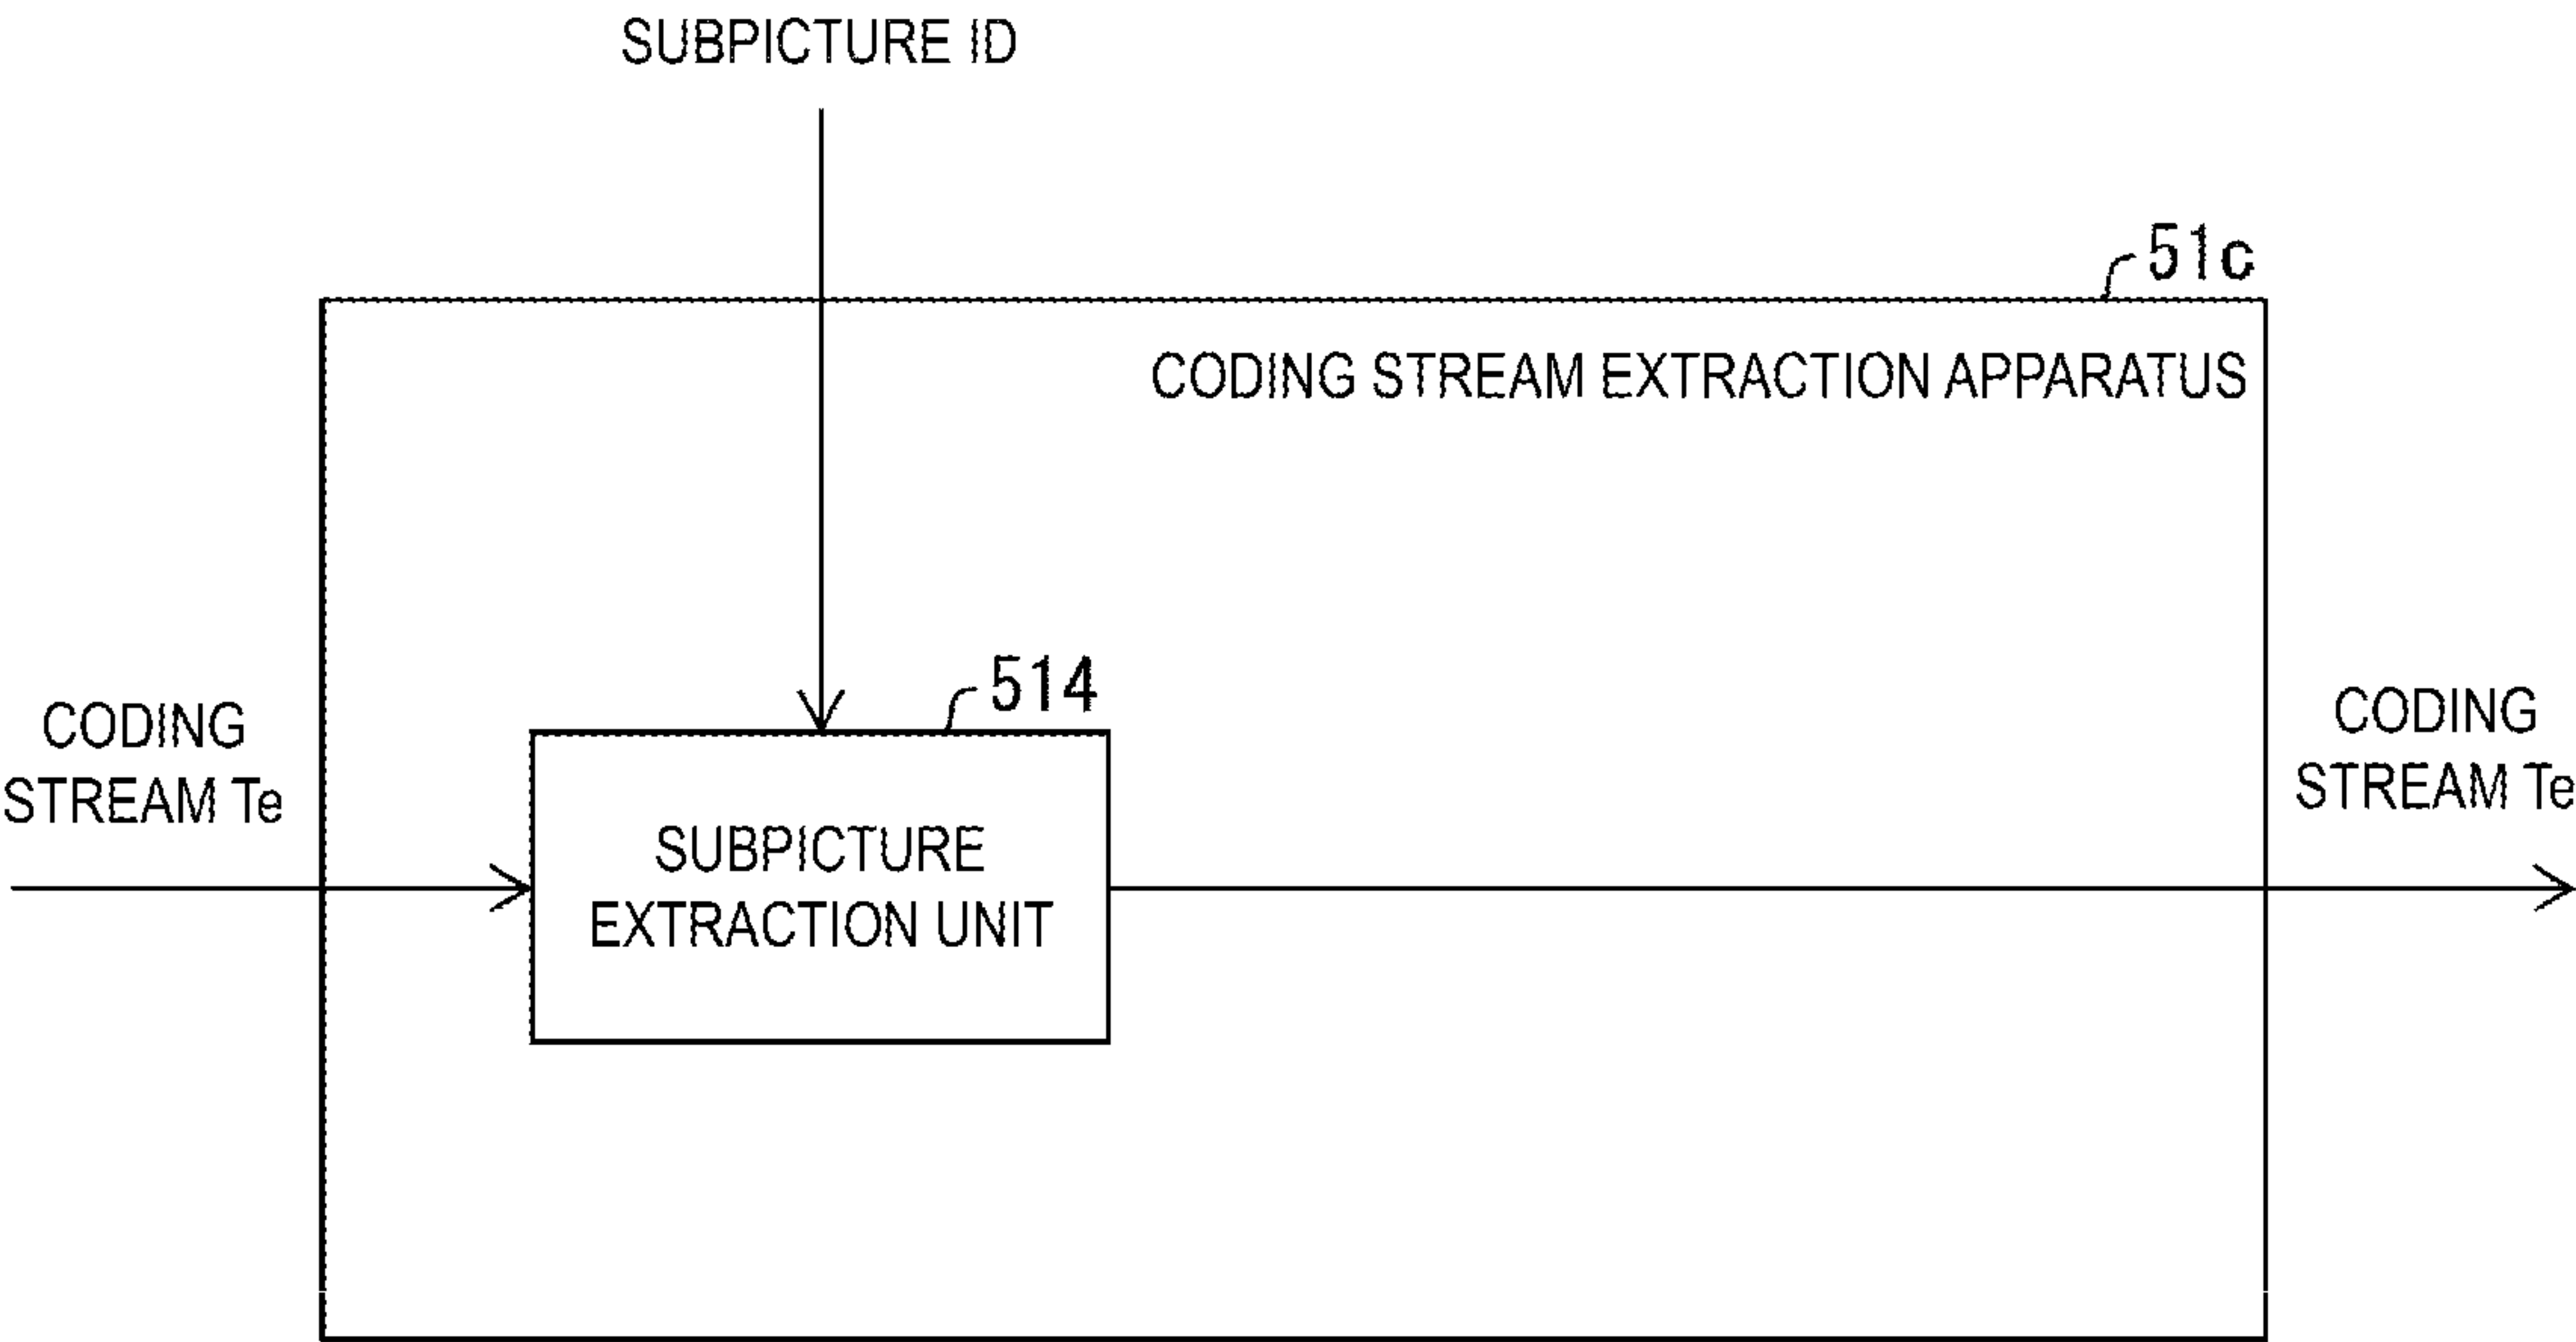 SUBPICTURE ID
51c
CODING STREAM EXTRACTION APPARATUS
514
CODING
STREAM Te
SUBPICTURE
EXTRACTION UNIT
CODING
STREAM Te